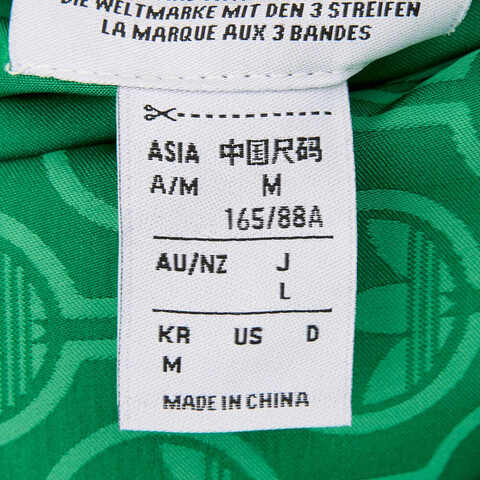 DIE WELTMARKE MIT DEN 3 STREIFEN
LA MARQUE AUX 3 BANDES
ASIA 中国尺码
A/M M
165/88A
AU/NZ J
L
KR US D
M
MADE IN CHINA